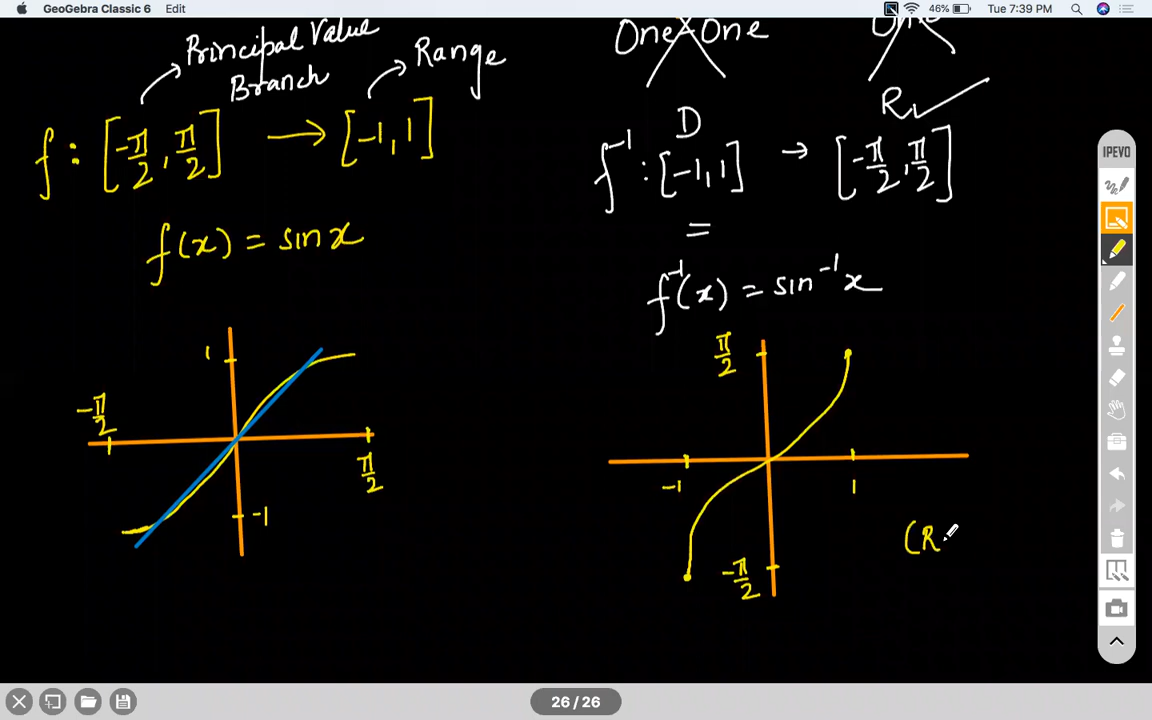 GeoGebra Classic 6 Edit 46% Tue 7:39 PM
Principal Value
Branch
Range
f : [-π/2, π/2] → [-1, 1]
f(x) = sin x
1
-π/2
π/2
-1
One-One
R
D
f⁻¹ : [-1, 1] → [-π/2, π/2]
=
f⁻¹(x) = sin⁻¹ x
π/2
-1
1
-π/2
(R
IPEVO
26/26